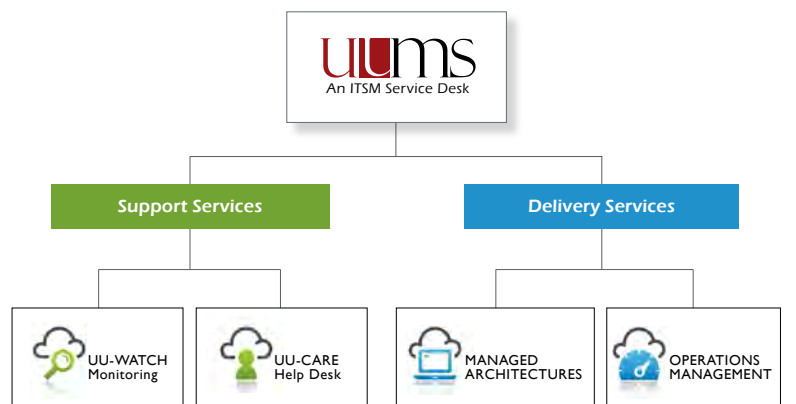 uums
An ITSM Service Desk
Support Services
Delivery Services
UU-WATCH
Monitoring
UU-CARE
Help Desk
MANAGED
ARCHITECTURES
OPERATIONS
MANAGEMENT